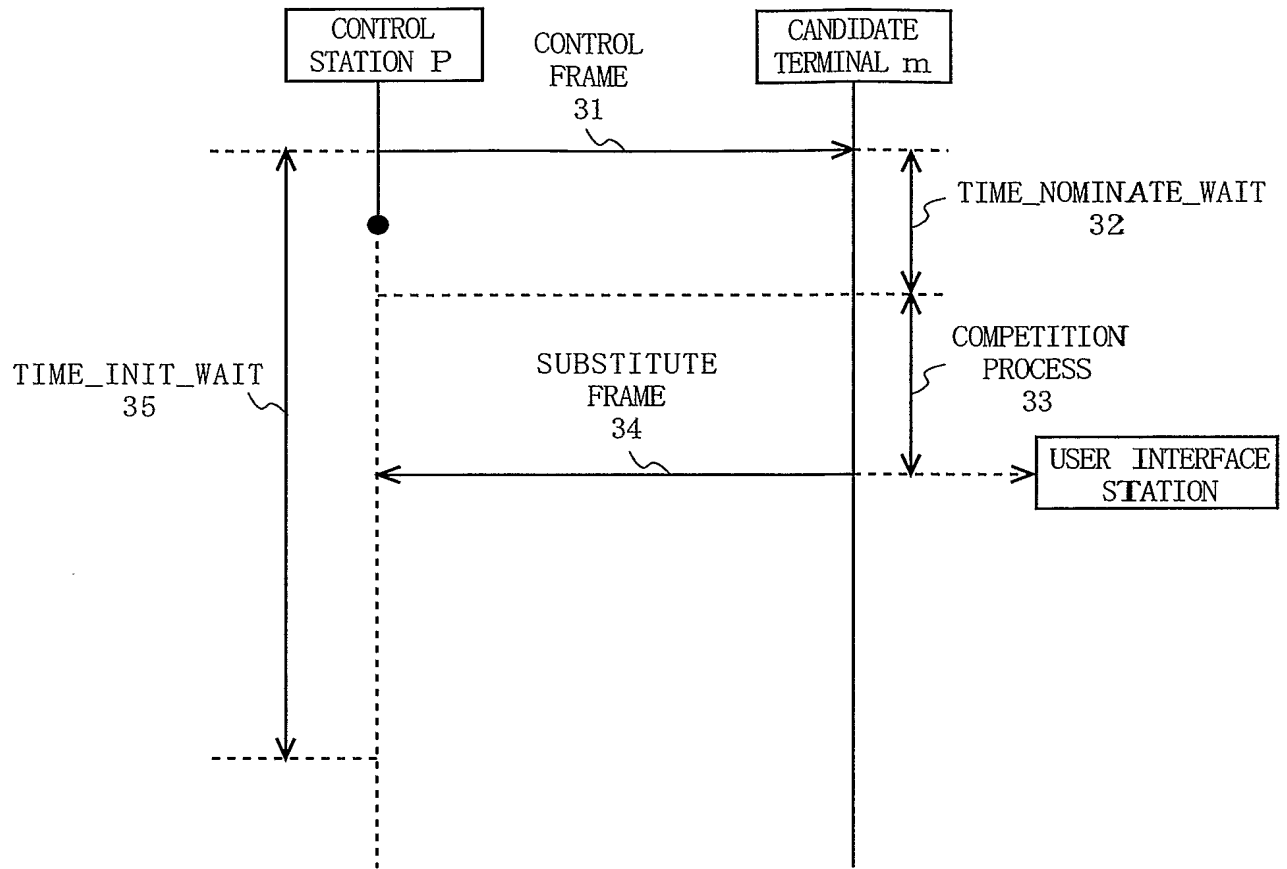 CONTROL
STATION P
CONTROL
FRAME
31
CANDIDATE
TERMINAL m
TIME_NOMINATE_WAIT
32
TIME_INIT_WAIT
35
SUBSTITUTE
FRAME
34
COMPETITION
PROCESS
33
USER INTERFACE
STATION